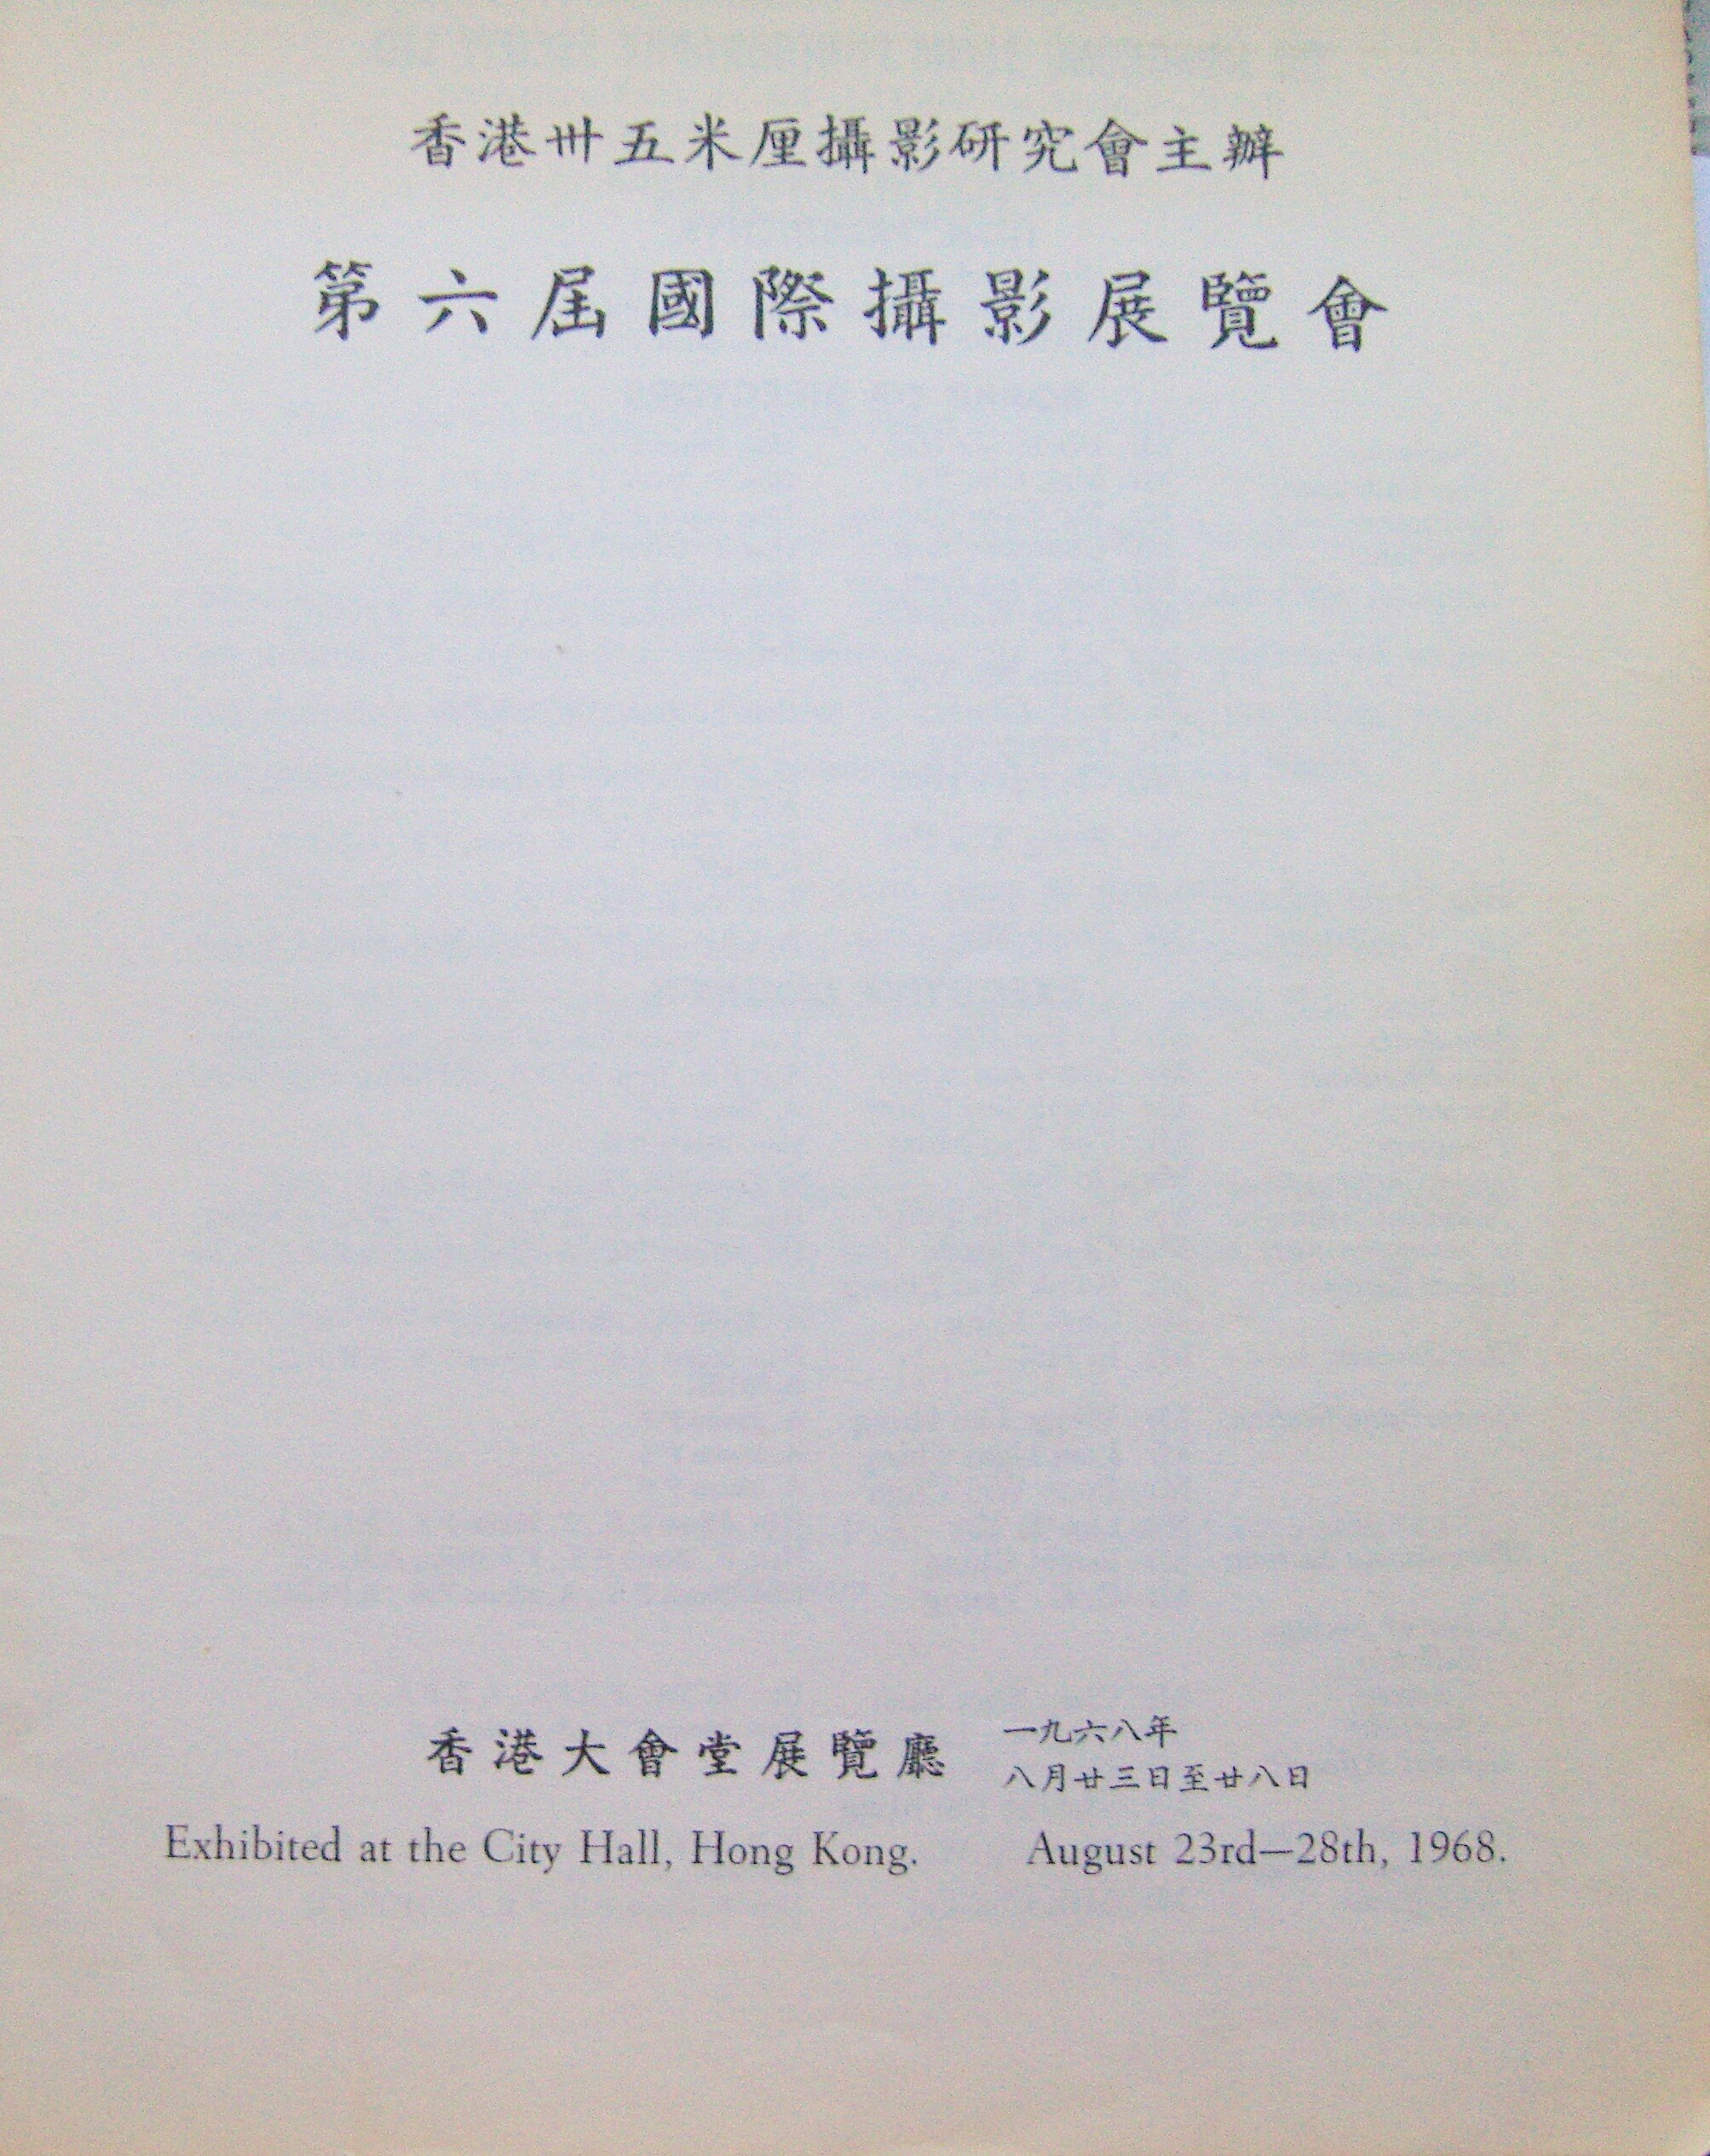 香港卅五米厘攝影研究會主辦
第六屆國際攝影展覽會
香港大會堂展覽廳
一九六八年
八月廿三日至廿八日
Exhibited at the City Hall, Hong Kong. August 23rd—28th, 1968.